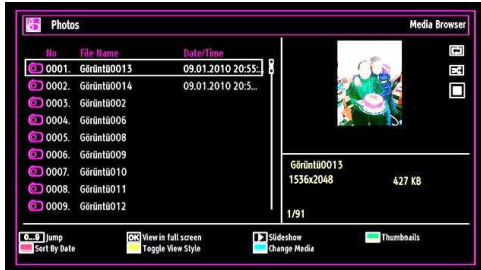 Photos Media Browser
No File Name Date/Time
0001. Görüntü0013 09.01.2010 20:55:..
0002. Görüntü0014 09.01.2010 20:5...
0003. Görüntü002
0004. Görüntü006
0005. Görüntü008
0006. Görüntü009
0007. Görüntü010
0008. Görüntü011
0009. Görüntü012
Görüntü0013
1536x2048 427 KB
1/91
0...9 Jump OK View in full screen Slideshow Thumbnails
Sort By Date Toggle View Style Change Media